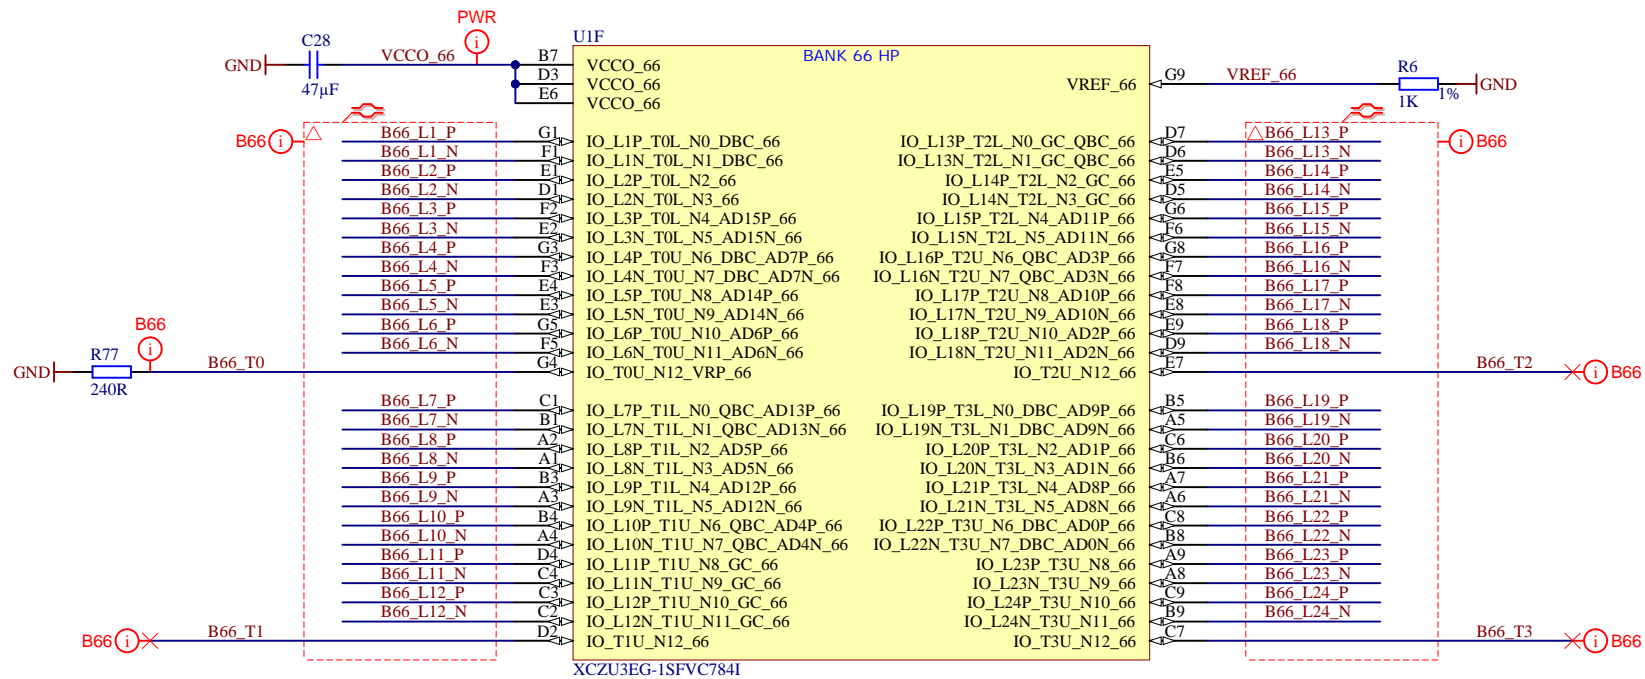 PWR
C28
U1F
BANK 66 HP
GND VCCO_66 B7 VCCO_66
47µF D3 VCCO_66
E6 VCCO_66
VREF_66 G9 VREF_66 R6 GND
1K 1%
B66 B66_L1_P G1 IO_L1P_T0L_N0_DBC_66 IO_L13P_T2L_N0_GC_QBC_66 D7 B66_L13_P B66
B66_L1_N F1 IO_L1N_T0L_N1_DBC_66 IO_L13N_T2L_N1_GC_QBC_66 D6 B66_L13_N
B66_L2_P E1 IO_L2P_T0L_N2_66 IO_L14P_T2L_N2_GC_66 E5 B66_L14_P
B66_L2_N D1 IO_L2N_T0L_N3_66 IO_L14N_T2L_N3_GC_66 D5 B66_L14_N
B66_L3_P F2 IO_L3P_T0L_N4_AD15P_66 IO_L15P_T2L_N4_AD11P_66 G6 B66_L15_P
B66_L3_N E2 IO_L3N_T0L_N5_AD15N_66 IO_L15N_T2L_N5_AD11N_66 F6 B66_L15_N
B66_L4_P G3 IO_L4P_T0U_N6_DBC_AD7P_66 IO_L16P_T2U_N6_QBC_AD3P_66 G8 B66_L16_P
B66_L4_N F3 IO_L4N_T0U_N7_DBC_AD7N_66 IO_L16N_T2U_N7_QBC_AD3N_66 F7 B66_L16_N
B66_L5_P E4 IO_L5P_T0U_N8_AD14P_66 IO_L17P_T2U_N8_AD10P_66 F8 B66_L17_P
B66_L5_N E3 IO_L5N_T0U_N9_AD14N_66 IO_L17N_T2U_N9_AD10N_66 E8 B66_L17_N
B66_L6_P G5 IO_L6P_T0U_N10_AD6P_66 IO_L18P_T2U_N10_AD2P_66 E9 B66_L18_P
B66_L6_N F5 IO_L6N_T0U_N11_AD6N_66 IO_L18N_T2U_N11_AD2N_66 D9 B66_L18_N
B66
R77
GND B66_T0 G4 IO_T0U_N12_VRP_66 IO_T2U_N12_66 E7 B66_T2 B66
240R
B66_L7_P C1 IO_L7P_T1L_N0_QBC_AD13P_66 IO_L19P_T3L_N0_DBC_AD9P_66 B5 B66_L19_P
B66_L7_N B1 IO_L7N_T1L_N1_QBC_AD13N_66 IO_L19N_T3L_N1_DBC_AD9N_66 A5 B66_L19_N
B66_L8_P A2 IO_L8P_T1L_N2_AD5P_66 IO_L20P_T3L_N2_AD1P_66 C6 B66_L20_P
B66_L8_N A1 IO_L8N_T1L_N3_AD5N_66 IO_L20N_T3L_N3_AD1N_66 B6 B66_L20_N
B66_L9_P B3 IO_L9P_T1L_N4_AD12P_66 IO_L21P_T3L_N4_AD8P_66 A7 B66_L21_P
B66_L9_N A3 IO_L9N_T1L_N5_AD12N_66 IO_L21N_T3L_N5_AD8N_66 A6 B66_L21_N
B66_L10_P B4 IO_L10P_T1U_N6_QBC_AD4P_66 IO_L22P_T3U_N6_DBC_AD0P_66 C8 B66_L22_P
B66_L10_N A4 IO_L10N_T1U_N7_QBC_AD4N_66 IO_L22N_T3U_N7_DBC_AD0N_66 B8 B66_L22_N
B66_L11_P D4 IO_L11P_T1U_N8_GC_66 IO_L23P_T3U_N8_66 A9 B66_L23_P
B66_L11_N C4 IO_L11N_T1U_N9_GC_66 IO_L23N_T3U_N9_66 A8 B66_L23_N
B66_L12_P C3 IO_L12P_T1U_N10_GC_66 IO_L24P_T3U_N10_66 C9 B66_L24_P
B66_L12_N C2 IO_L12N_T1U_N11_GC_66 IO_L24N_T3U_N11_66 B9 B66_L24_N
B66 B66_T1 D2 IO_T1U_N12_66 IO_T3U_N12_66 C7 B66_T3 B66
XCZU3EG-1SFVC784I